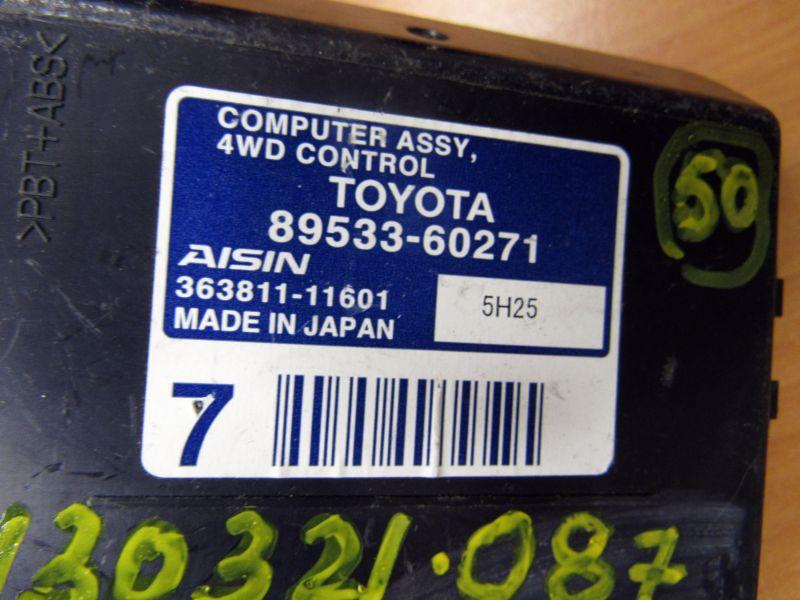 >PBT+ABS<
COMPUTER ASSY,
4WD CONTROL
TOYOTA
89533-60271
AISIN
363811-11601
5H25
MADE IN JAPAN
7
50
130321.087